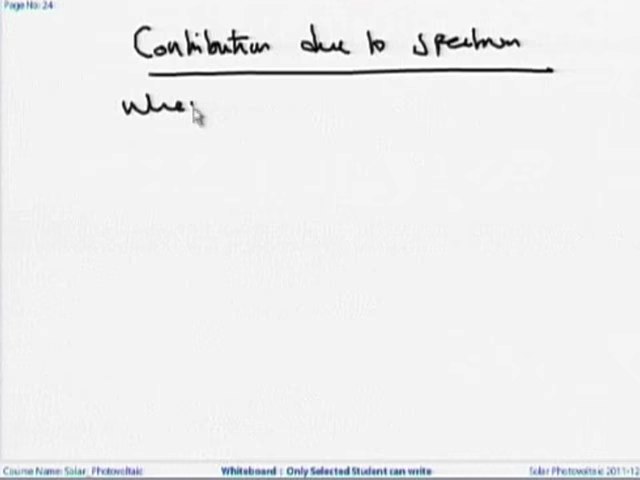 Page No: 24
Contribution due to spectrum
Whe
Course Name: Solar_Photovoltaic Whiteboard : Only Selected Student can write Solar Photovoltaic 2011-12